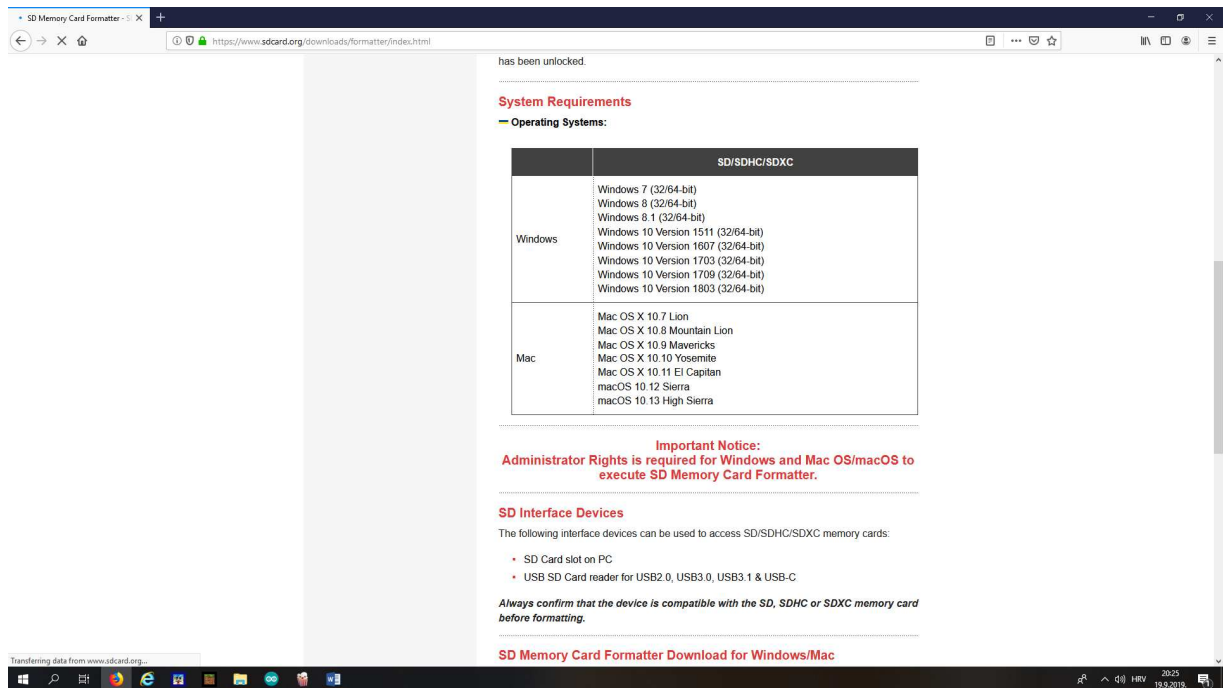 SD Memory Card Formatter - S
https://www.sdcard.org/downloads/formatter/index.html
has been unlocked.
System Requirements
Operating Systems:
SD/SDHC/SDXC
Windows
Windows 7 (32/64-bit)
Windows 8 (32/64-bit)
Windows 8.1 (32/64-bit)
Windows 10 Version 1511 (32/64-bit)
Windows 10 Version 1607 (32/64-bit)
Windows 10 Version 1703 (32/64-bit)
Windows 10 Version 1709 (32/64-bit)
Windows 10 Version 1803 (32/64-bit)
Mac
Mac OS X 10.7 Lion
Mac OS X 10.8 Mountain Lion
Mac OS X 10.9 Mavericks
Mac OS X 10.10 Yosemite
Mac OS X 10.11 El Capitan
macOS 10.12 Sierra
macOS 10.13 High Sierra
Important Notice:
Administrator Rights is required for Windows and Mac OS/macOS to
execute SD Memory Card Formatter.
SD Interface Devices
The following interface devices can be used to access SD/SDHC/SDXC memory cards:
• SD Card slot on PC
• USB SD Card reader for USB2.0, USB3.0, USB3.1 & USB-C
Always confirm that the device is compatible with the SD, SDHC or SDXC memory card
before formatting.
SD Memory Card Formatter Download for Windows/Mac
Transferring data from www.sdcard.org...
HRV
20:25
19.9.2019.